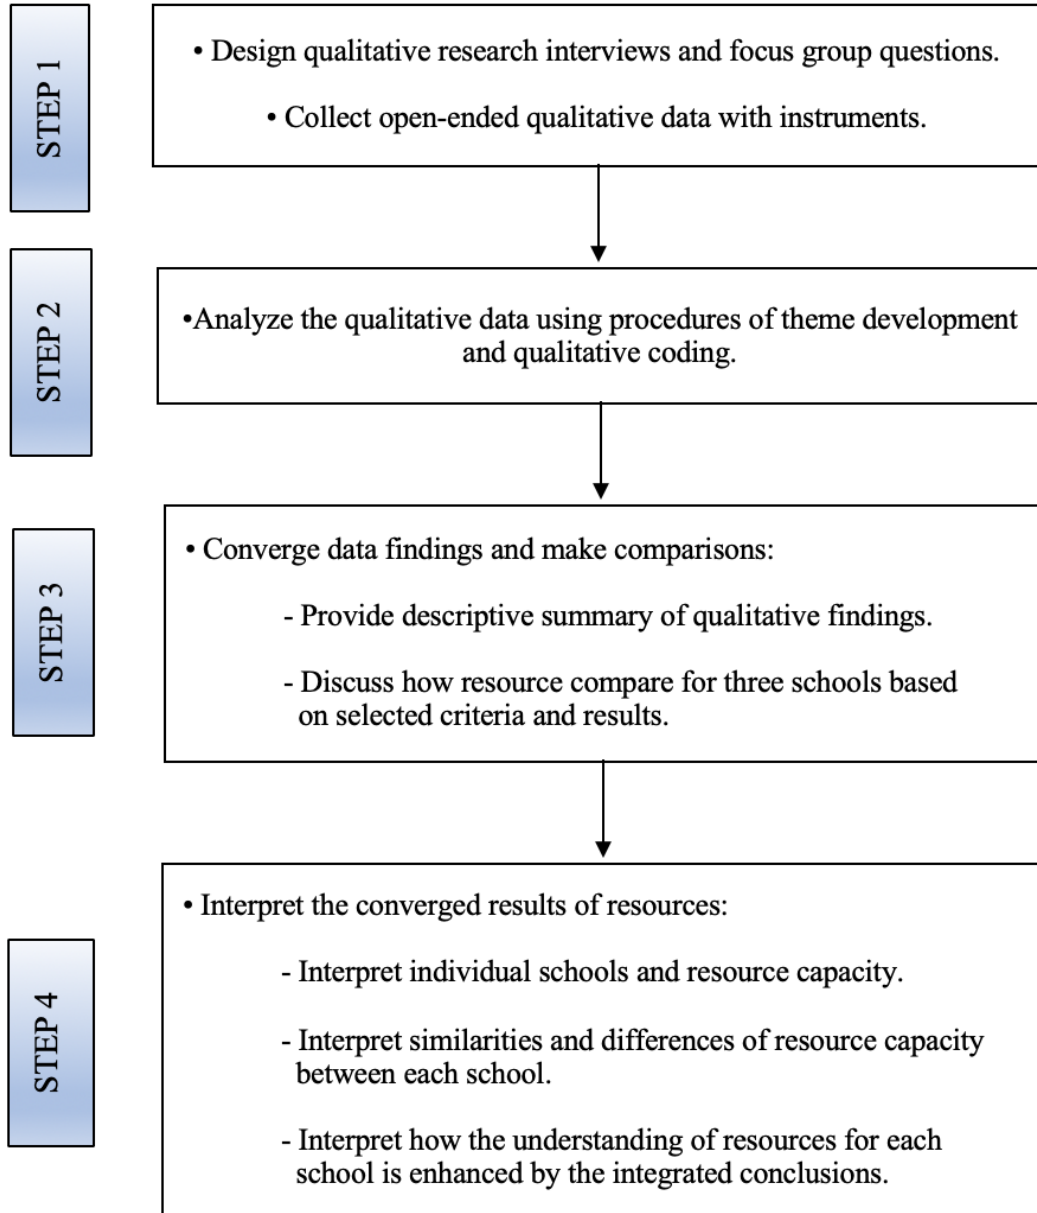 STEP 1
• Design qualitative research interviews and focus group questions.
• Collect open-ended qualitative data with instruments.
STEP 2
•Analyze the qualitative data using procedures of theme development
and qualitative coding.
STEP 3
• Converge data findings and make comparisons:
- Provide descriptive summary of qualitative findings.
- Discuss how resource compare for three schools based
on selected criteria and results.
STEP 4
• Interpret the converged results of resources:
- Interpret individual schools and resource capacity.
- Interpret similarities and differences of resource capacity
between each school.
- Interpret how the understanding of resources for each
school is enhanced by the integrated conclusions.